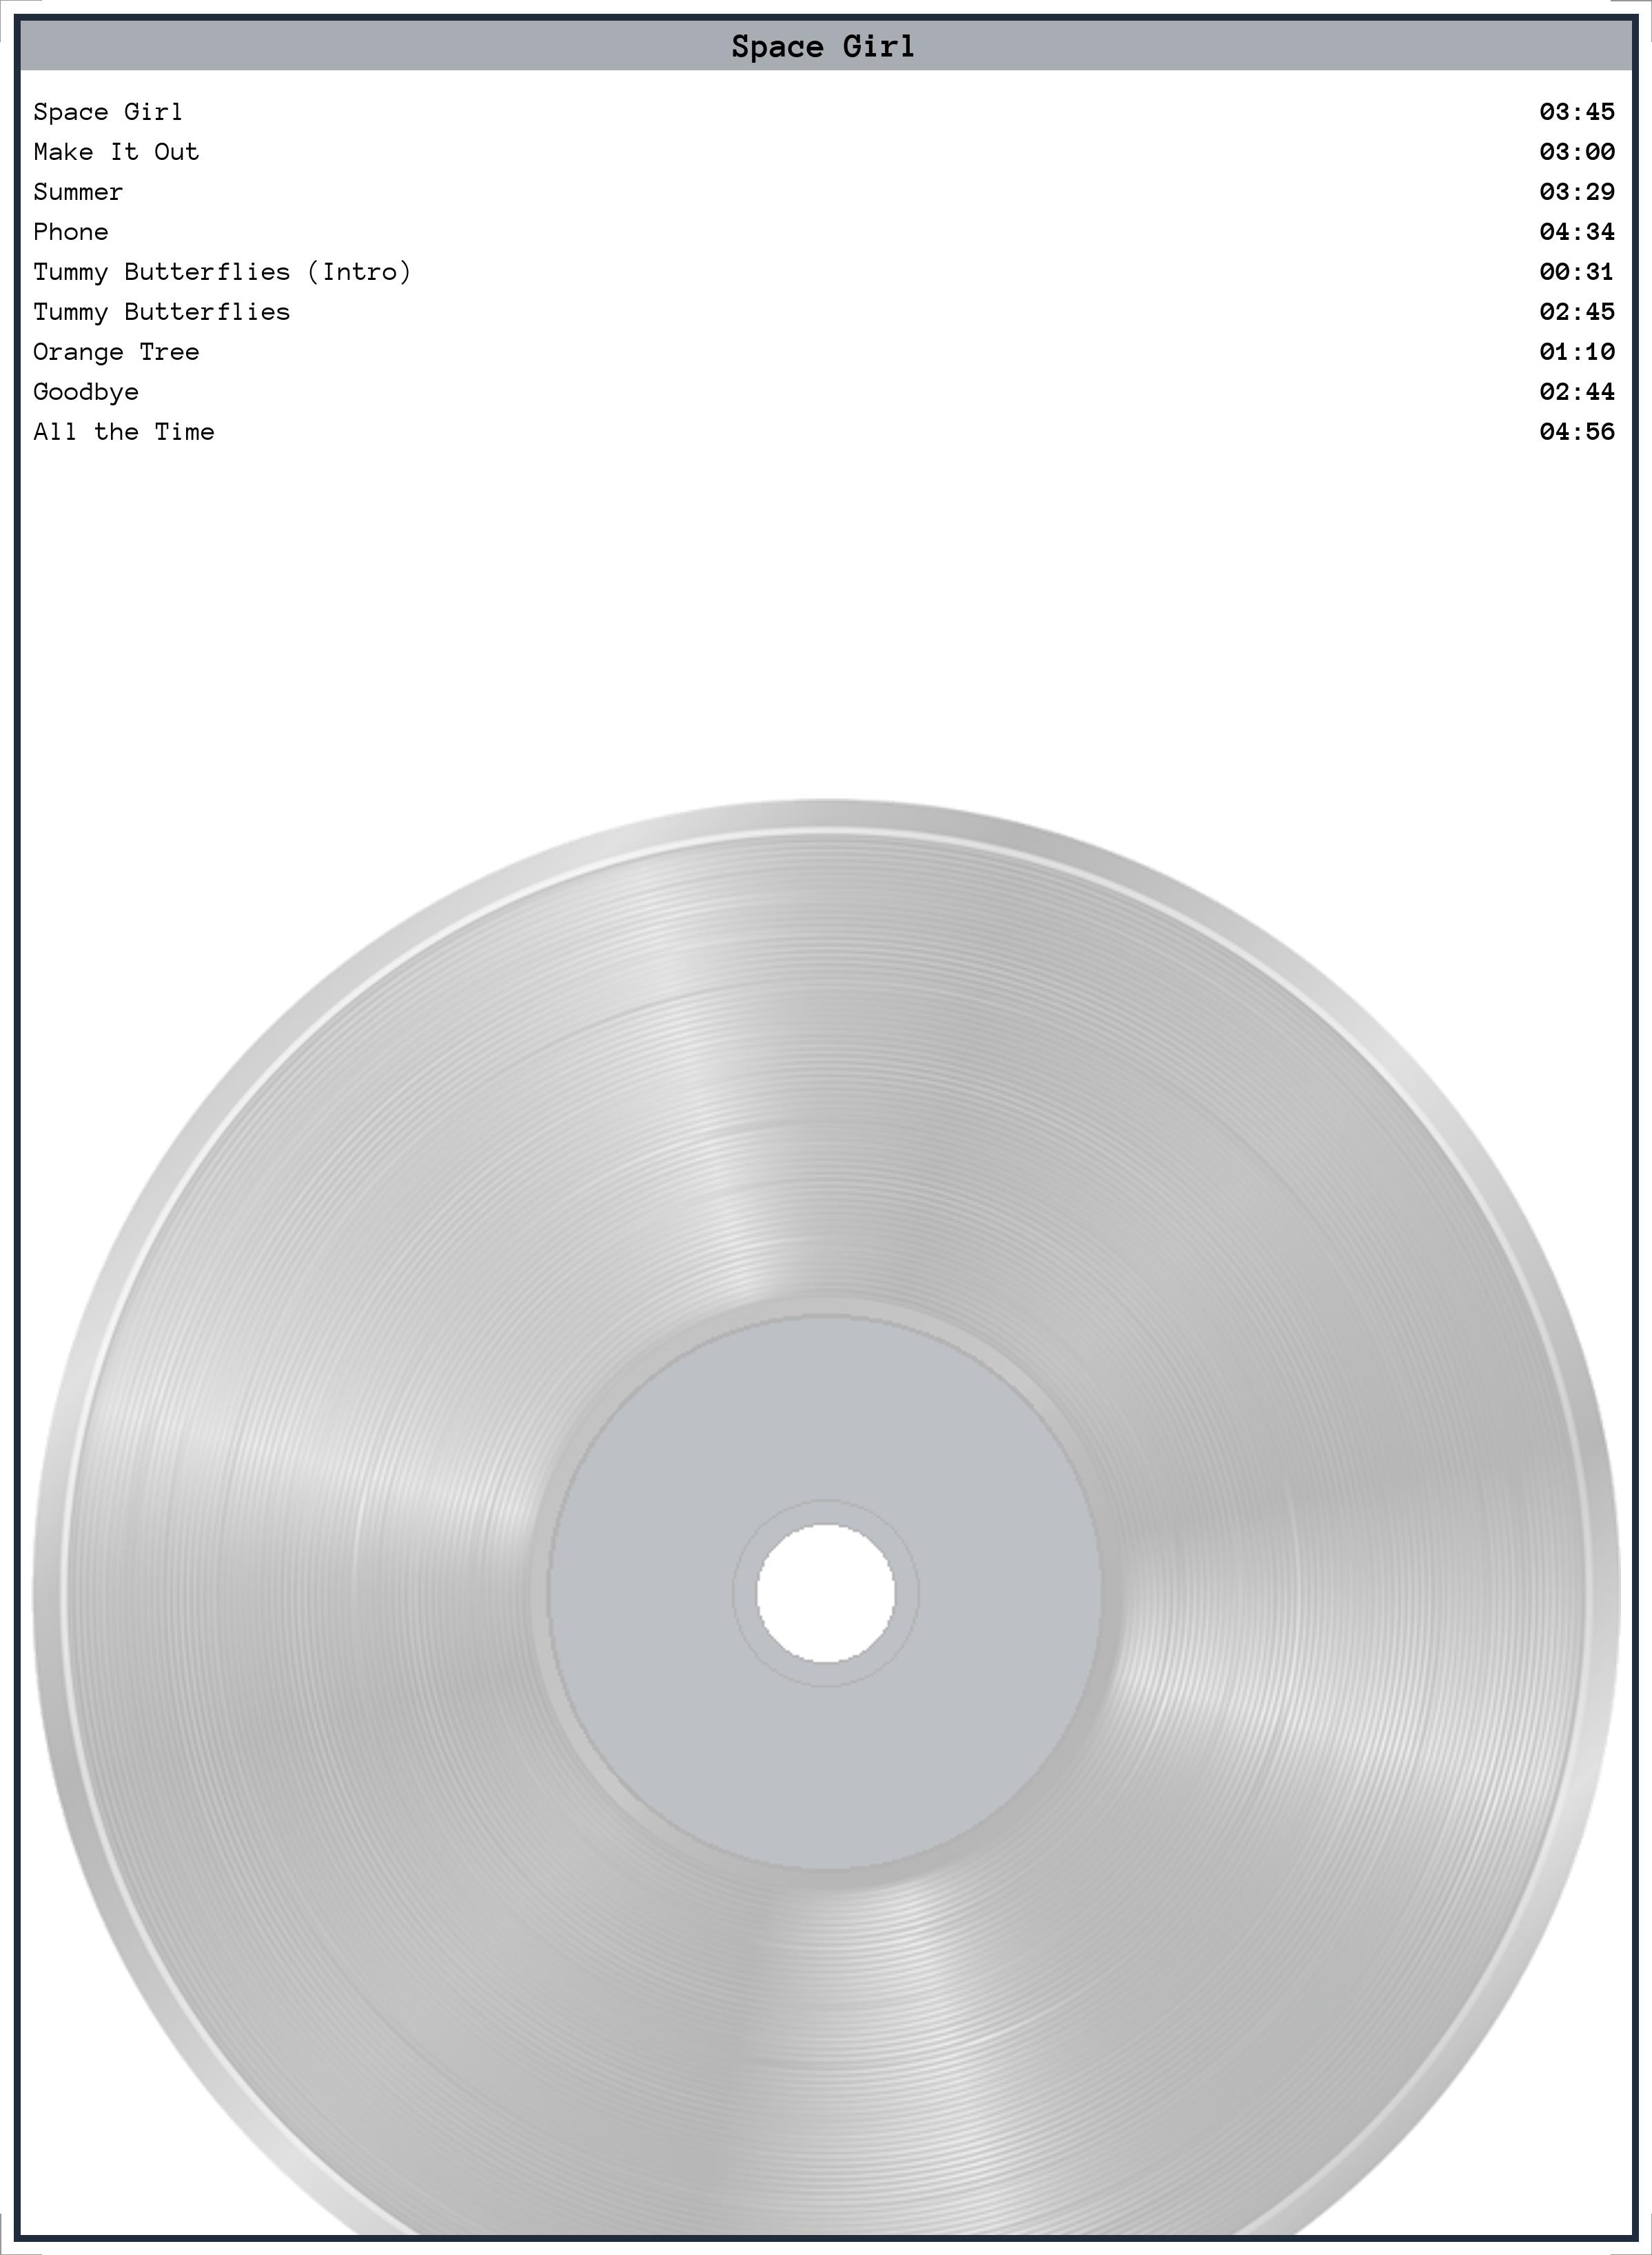 Space Girl
Space Girl 03:45
Make It Out 03:00
Summer 03:29
Phone 04:34
Tummy Butterflies (Intro) 00:31
Tummy Butterflies 02:45
Orange Tree 01:10
Goodbye 02:44
All the Time 04:56